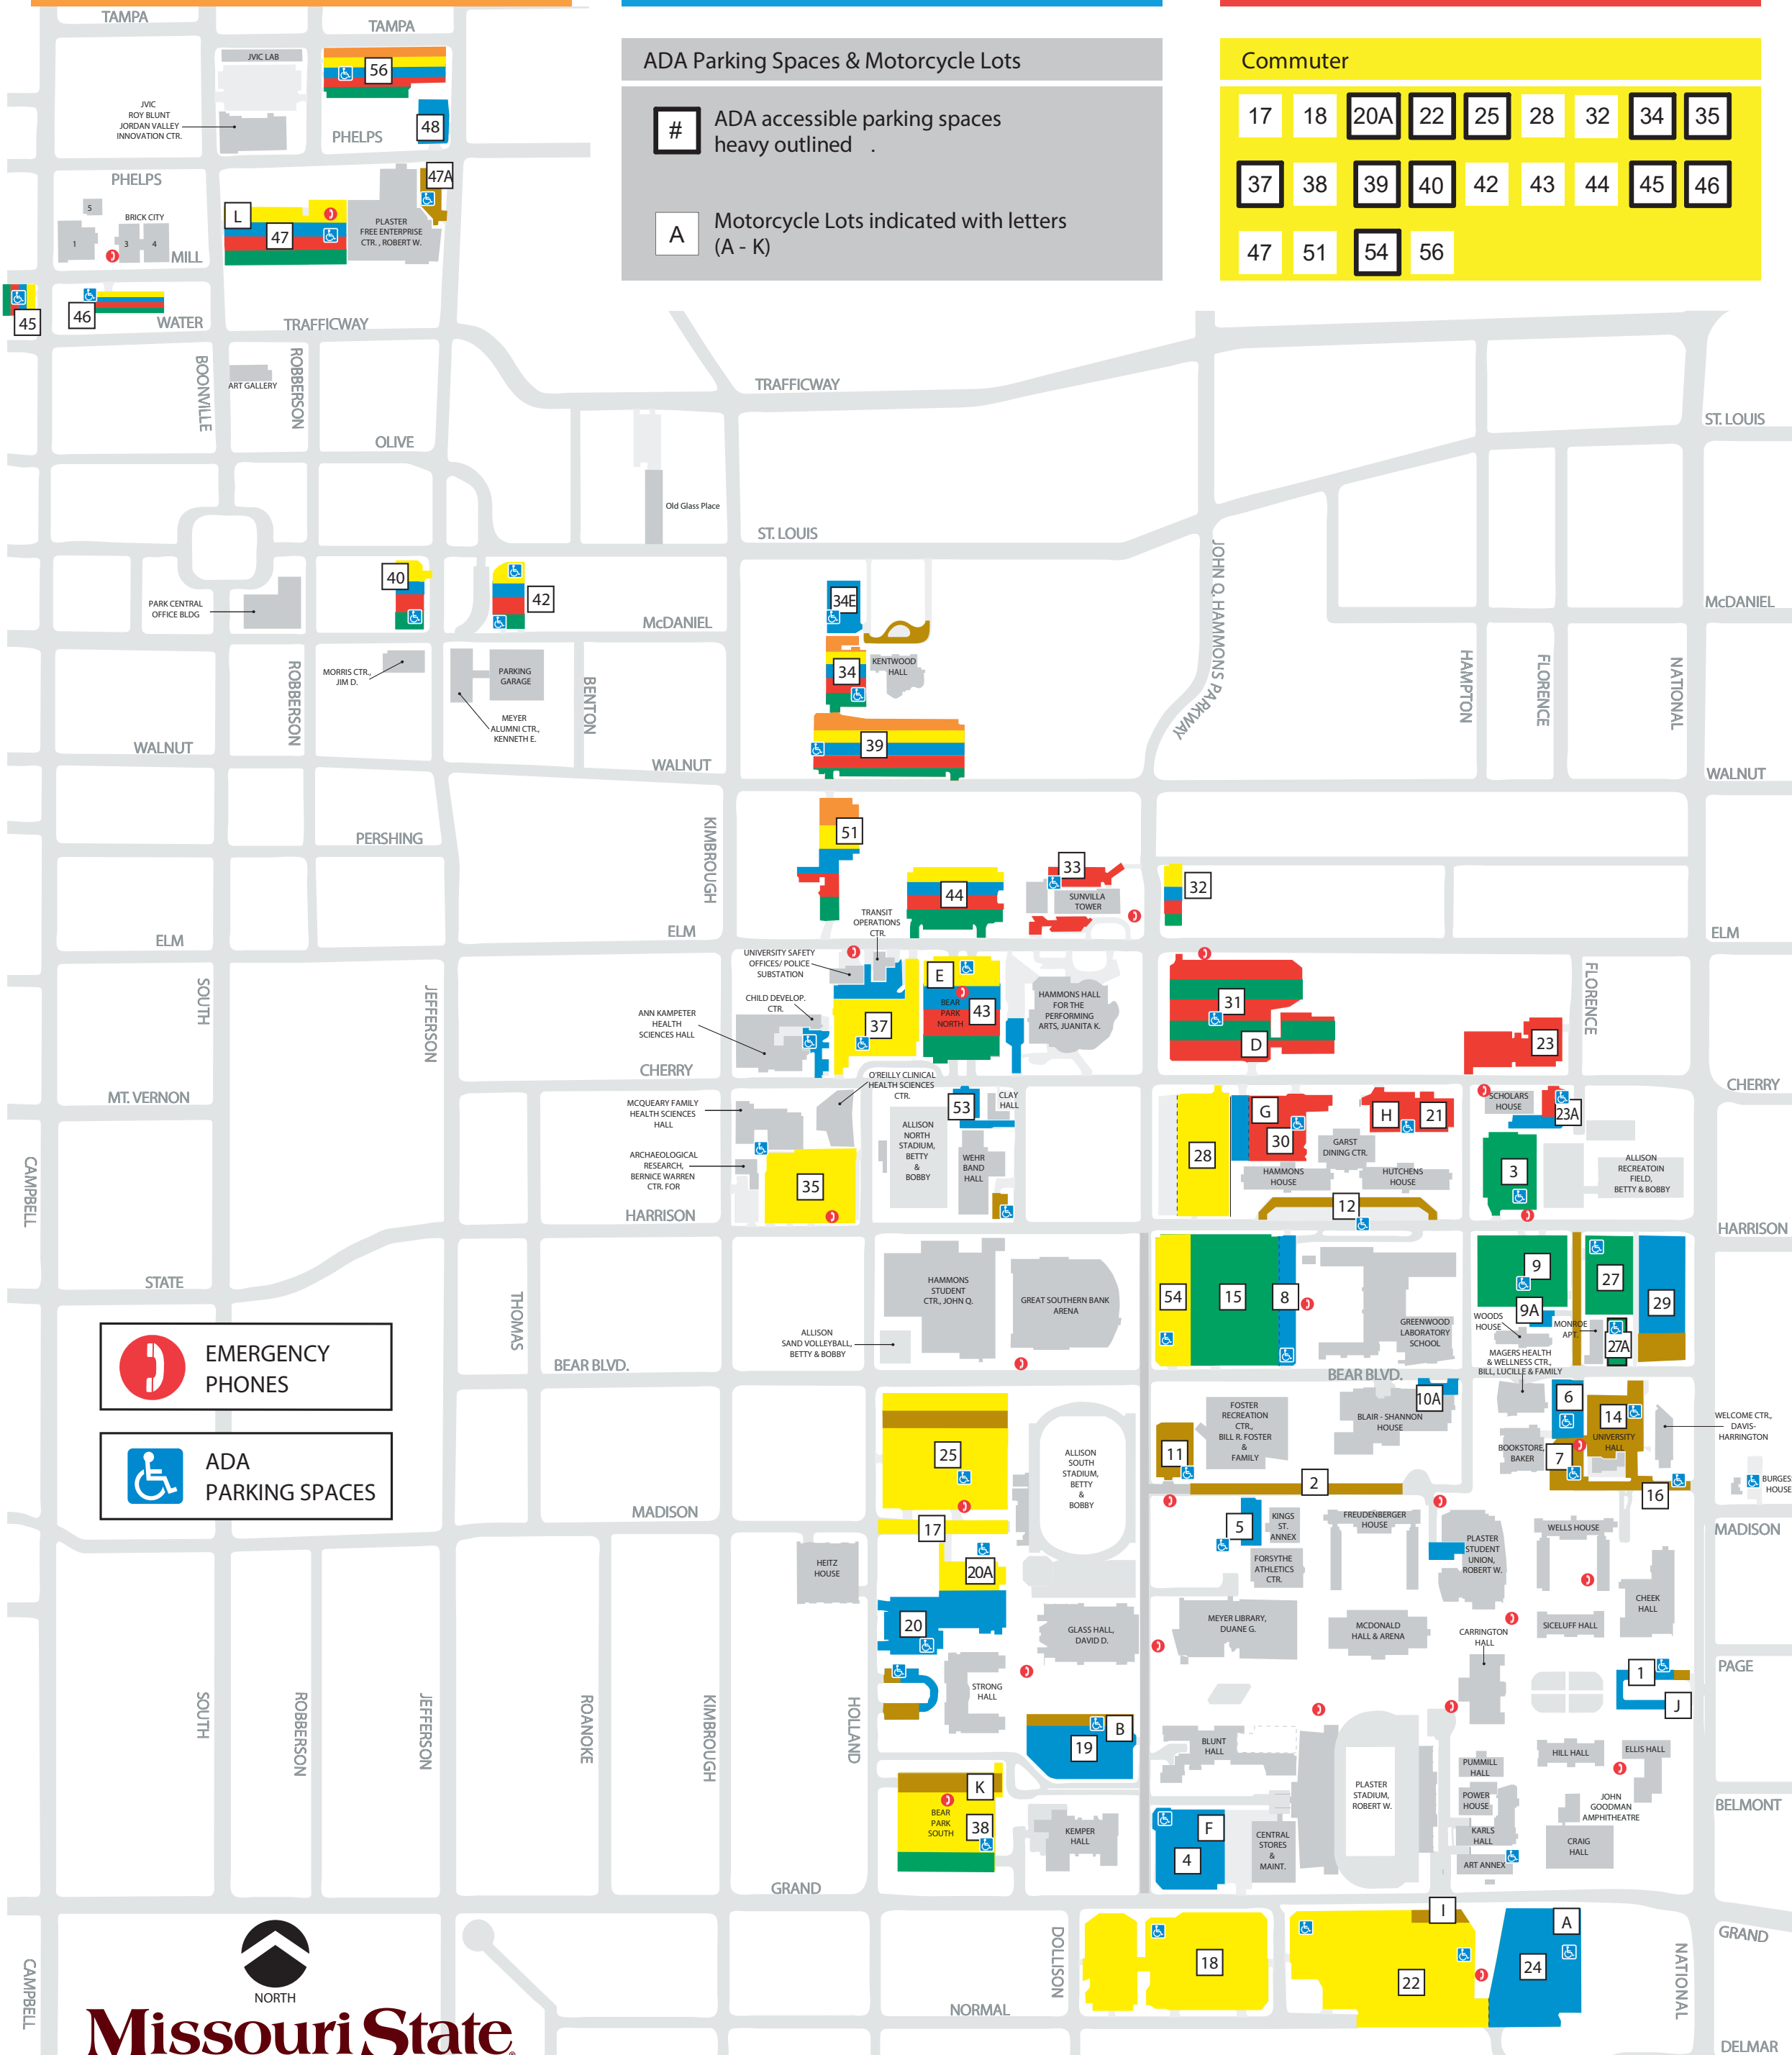 TAMPA
TAMPA
ADA Parking Spaces & Motorcycle Lots
#
ADA accessible parking spaces
heavy outlined .
A
Motorcycle Lots indicated with letters
(A - K)
Commuter
17 18 20A 22 25 28 32 34 35
37 38 39 40 42 43 44 45 46
47 51 54 56
JVIC LAB
56
JVIC
ROY BLUNT
JORDAN VALLEY
INNOVATION CTR.
48
PHELPS
PHELPS
47A
5
BRICK CITY
1
3
4
L
47
PLASTER
FREE ENTERPRISE
CTR. , ROBERT W.
MILL
45
46
WATER
TRAFFICWAY
BOONVILLE
ROBBERSON
ART GALLERY
TRAFFICWAY
OLIVE
ST. LOUIS
Old Glass Place
ST. LOUIS
JOHN Q. HAMMONS PARKWAY
PARK CENTRAL
OFFICE BLDG
40
42
McDANIEL
34E
McDANIEL
ROBBERSON
MORRIS CTR.,
JIM D.
PARKING
GARAGE
MEYER
ALUMNI CTR.,
KENNETH E.
BENTON
34
KENTWOOD
HALL
HAMPTON
FLORENCE
NATIONAL
WALNUT
WALNUT
39
WALNUT
PERSHING
KIMBROUGH
51
44
33
SUNVILLA
TOWER
32
ELM
ELM
ELM
TRANSIT
OPERATIONS
CTR.
UNIVERSITY SAFETY
OFFICES/ POLICE
SUBSTATION
CHILD DEVELOP.
CTR.
ANN KAMPETER
HEALTH
SCIENCES HALL
37
E
BEAR
PARK
NORTH
43
HAMMONS HALL
FOR THE
PERFORMING
ARTS, JUANITA K.
31
D
23
FLORENCE
SOUTH
JEFFERSON
CHERRY
CHERRY
MT. VERNON
O'REILLY CLINICAL
HEALTH SCIENCES
CTR.
MCQUEARY FAMILY
HEALTH SCIENCES
HALL
ARCHAEOLOGICAL
RESEARCH,
BERNICE WARREN
CTR. FOR
35
ALLISON
NORTH
STADIUM,
BETTY
&
BOBBY
53
CLAY
HALL
WEHR
BAND
HALL
28
G
30
H
21
GARST
DINING CTR.
HAMMONS
HOUSE
HUTCHENS
HOUSE
12
SCHOLARS
HOUSE
23A
3
ALLISON
RECREATOIN
FIELD,
BETTY & BOBBY
CAMPBELL
HARRISON
HARRISON
STATE
THOMAS
HAMMONS
STUDENT
CTR., JOHN Q.
GREAT SOUTHERN BANK
ARENA
ALLISON
SAND VOLLEYBALL,
BETTY & BOBBY
54
15
8
GREENWOOD
LABORATORY
SCHOOL
9
9A
WOODS
HOUSE
MONROE
APT.
27
27A
29
MAGERS HEALTH
& WELLNESS CTR.,
BILL, LUCILLE & FAMILY
BEAR BLVD.
BEAR BLVD.
EMERGENCY
PHONES
ADA
PARKING SPACES
25
ALLISON
SOUTH
STADIUM,
BETTY
&
BOBBY
11
FOSTER
RECREATION
CTR.,
BILL R. FOSTER
&
FAMILY
10A
BLAIR - SHANNON
HOUSE
BOOKSTORE,
BAKER
6
14
UNIVERSITY
HALL
7
WELCOME CTR.,
DAVIS-
HARRINGTON
BURGESS
HOUSE
16
2
MADISON
MADISON
17
20A
HEITZ
HOUSE
5
KINGS
ST.
ANNEX
FORSYTHE
ATHLETICS
CTR.
FREUDENBERGER
HOUSE
PLASTER
STUDENT
UNION,
ROBERT W.
WELLS HOUSE
CHEEK
HALL
20
GLASS HALL,
DAVID D.
MEYER LIBRARY,
DUANE G.
MCDONALD
HALL & ARENA
CARRINGTON
HALL
SICELUFF HALL
PAGE
1
J
SOUTH
ROBBERSON
JEFFERSON
ROANOKE
KIMBROUGH
HOLLAND
STRONG
HALL
B
19
BLUNT
HALL
PLASTER
STADIUM,
ROBERT W.
PUMMILL
HALL
POWER
HOUSE
KARLS
HALL
ART ANNEX
HILL HALL
ELLIS HALL
JOHN
GOODMAN
AMPHITHEATRE
CRAIG
HALL
BELMONT
K
BEAR
PARK
SOUTH
38
KEMPER
HALL
F
4
CENTRAL
STORES
&
MAINT.
GRAND
GRAND
CAMPBELL
NORTH
DOLLISON
18
I
22
A
24
NATIONAL
NORMAL
DELMAR
Missouri State